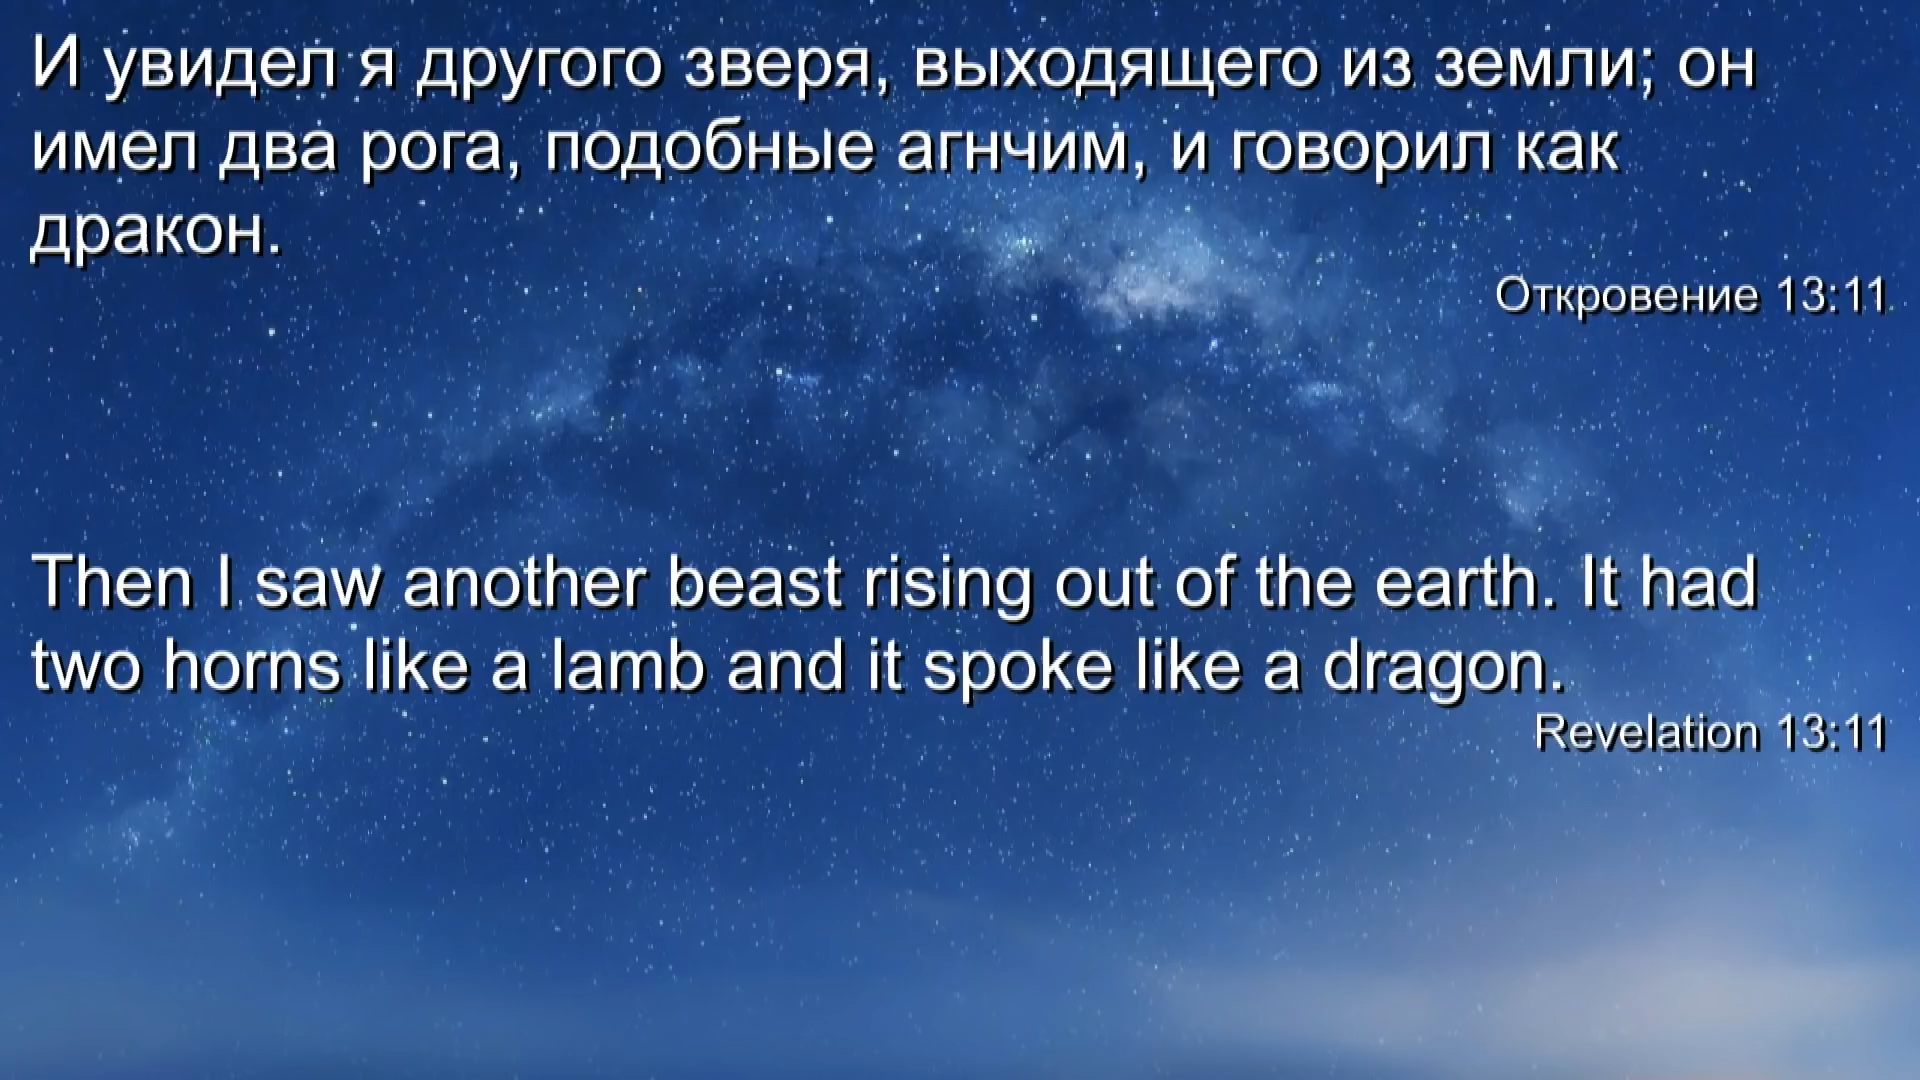 И увидел я другого зверя, выходящего из земли; он
имел два рога, подобные агнчим, и говорил как
дракон.
Откровение 13:11
Then I saw another beast rising out of the earth. It had
two horns like a lamb and it spoke like a dragon.
Revelation 13:11